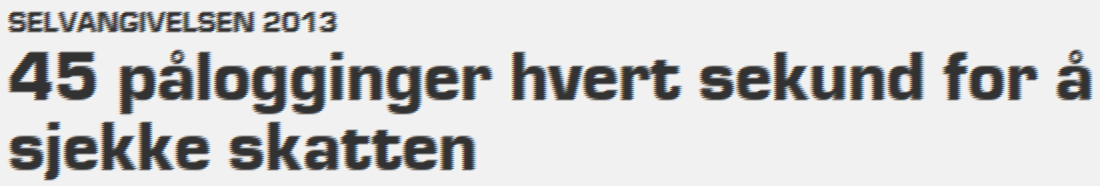 SELVANGIVELSEN 2013
45 pålogginger hvert sekund for å
sjekke skatten